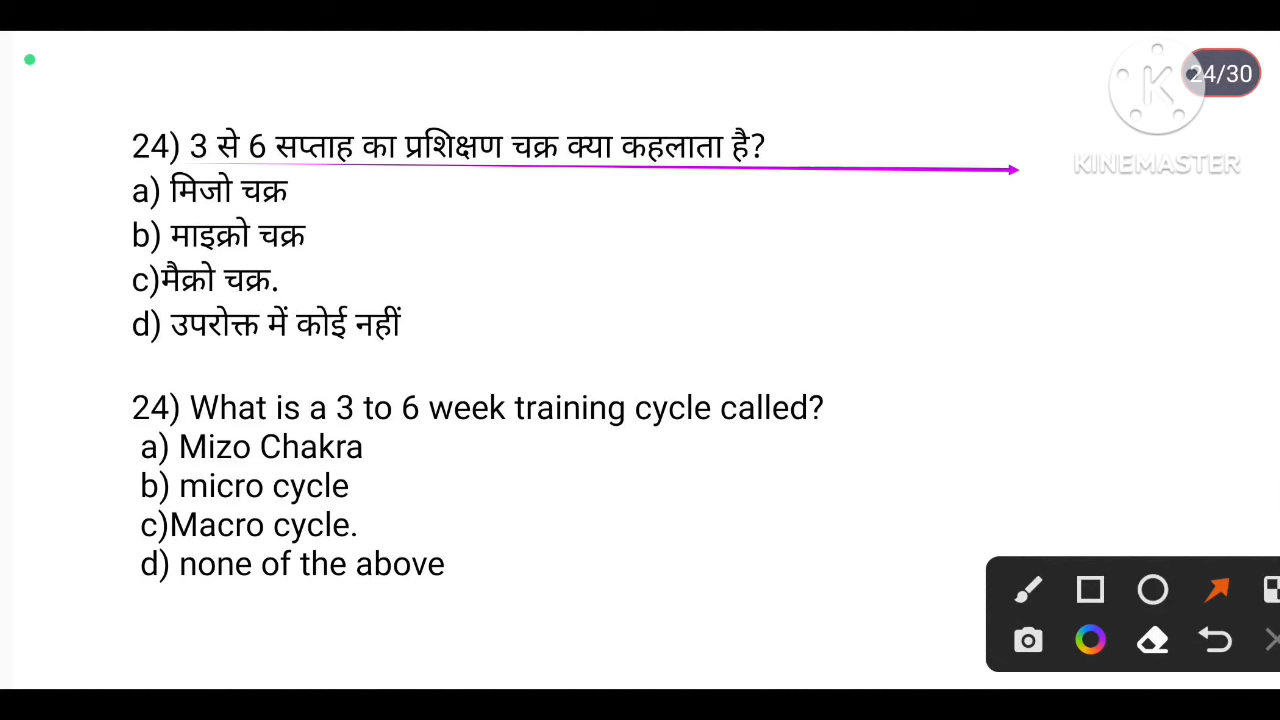 24/30
KINEMASTER
24) 3 से 6 सप्ताह का प्रशिक्षण चक्र क्या कहलाता है?
a) मिजो चक्र
b) माइक्रो चक्र
c)मैक्रो चक्र.
d) उपरोक्त में कोई नहीं
24) What is a 3 to 6 week training cycle called?
a) Mizo Chakra
b) micro cycle
c)Macro cycle.
d) none of the above